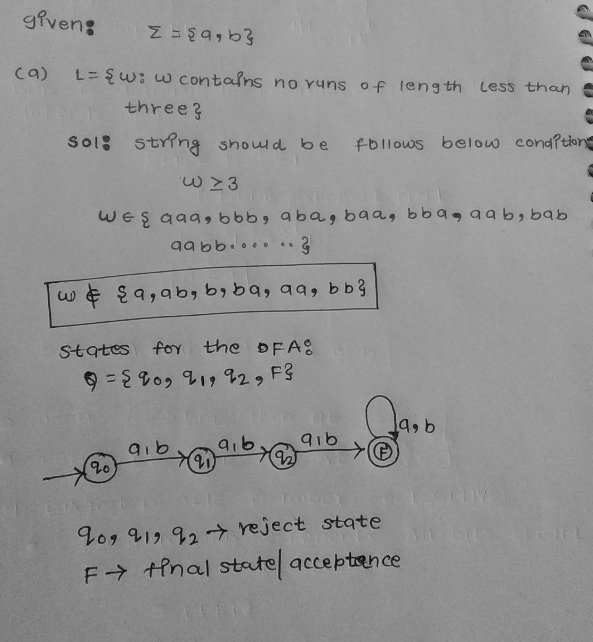 given: Σ = {a, b}
(a) L = {w: w contains no runs of length less than
three}
sol: string should be follows below condition
w ≥ 3
w ∈ { aaa, bbb, aba, baa, bba, aab, bab
aabb........}
w ∉ {a, ab, b, ba, aa, bb}
states for the DFA:
Q = {q0, q1, q2, F}
a,b
a,b a,b a,b
q0 q1 q2 F
q0, q1, q2 → reject state
F → final state/acceptance